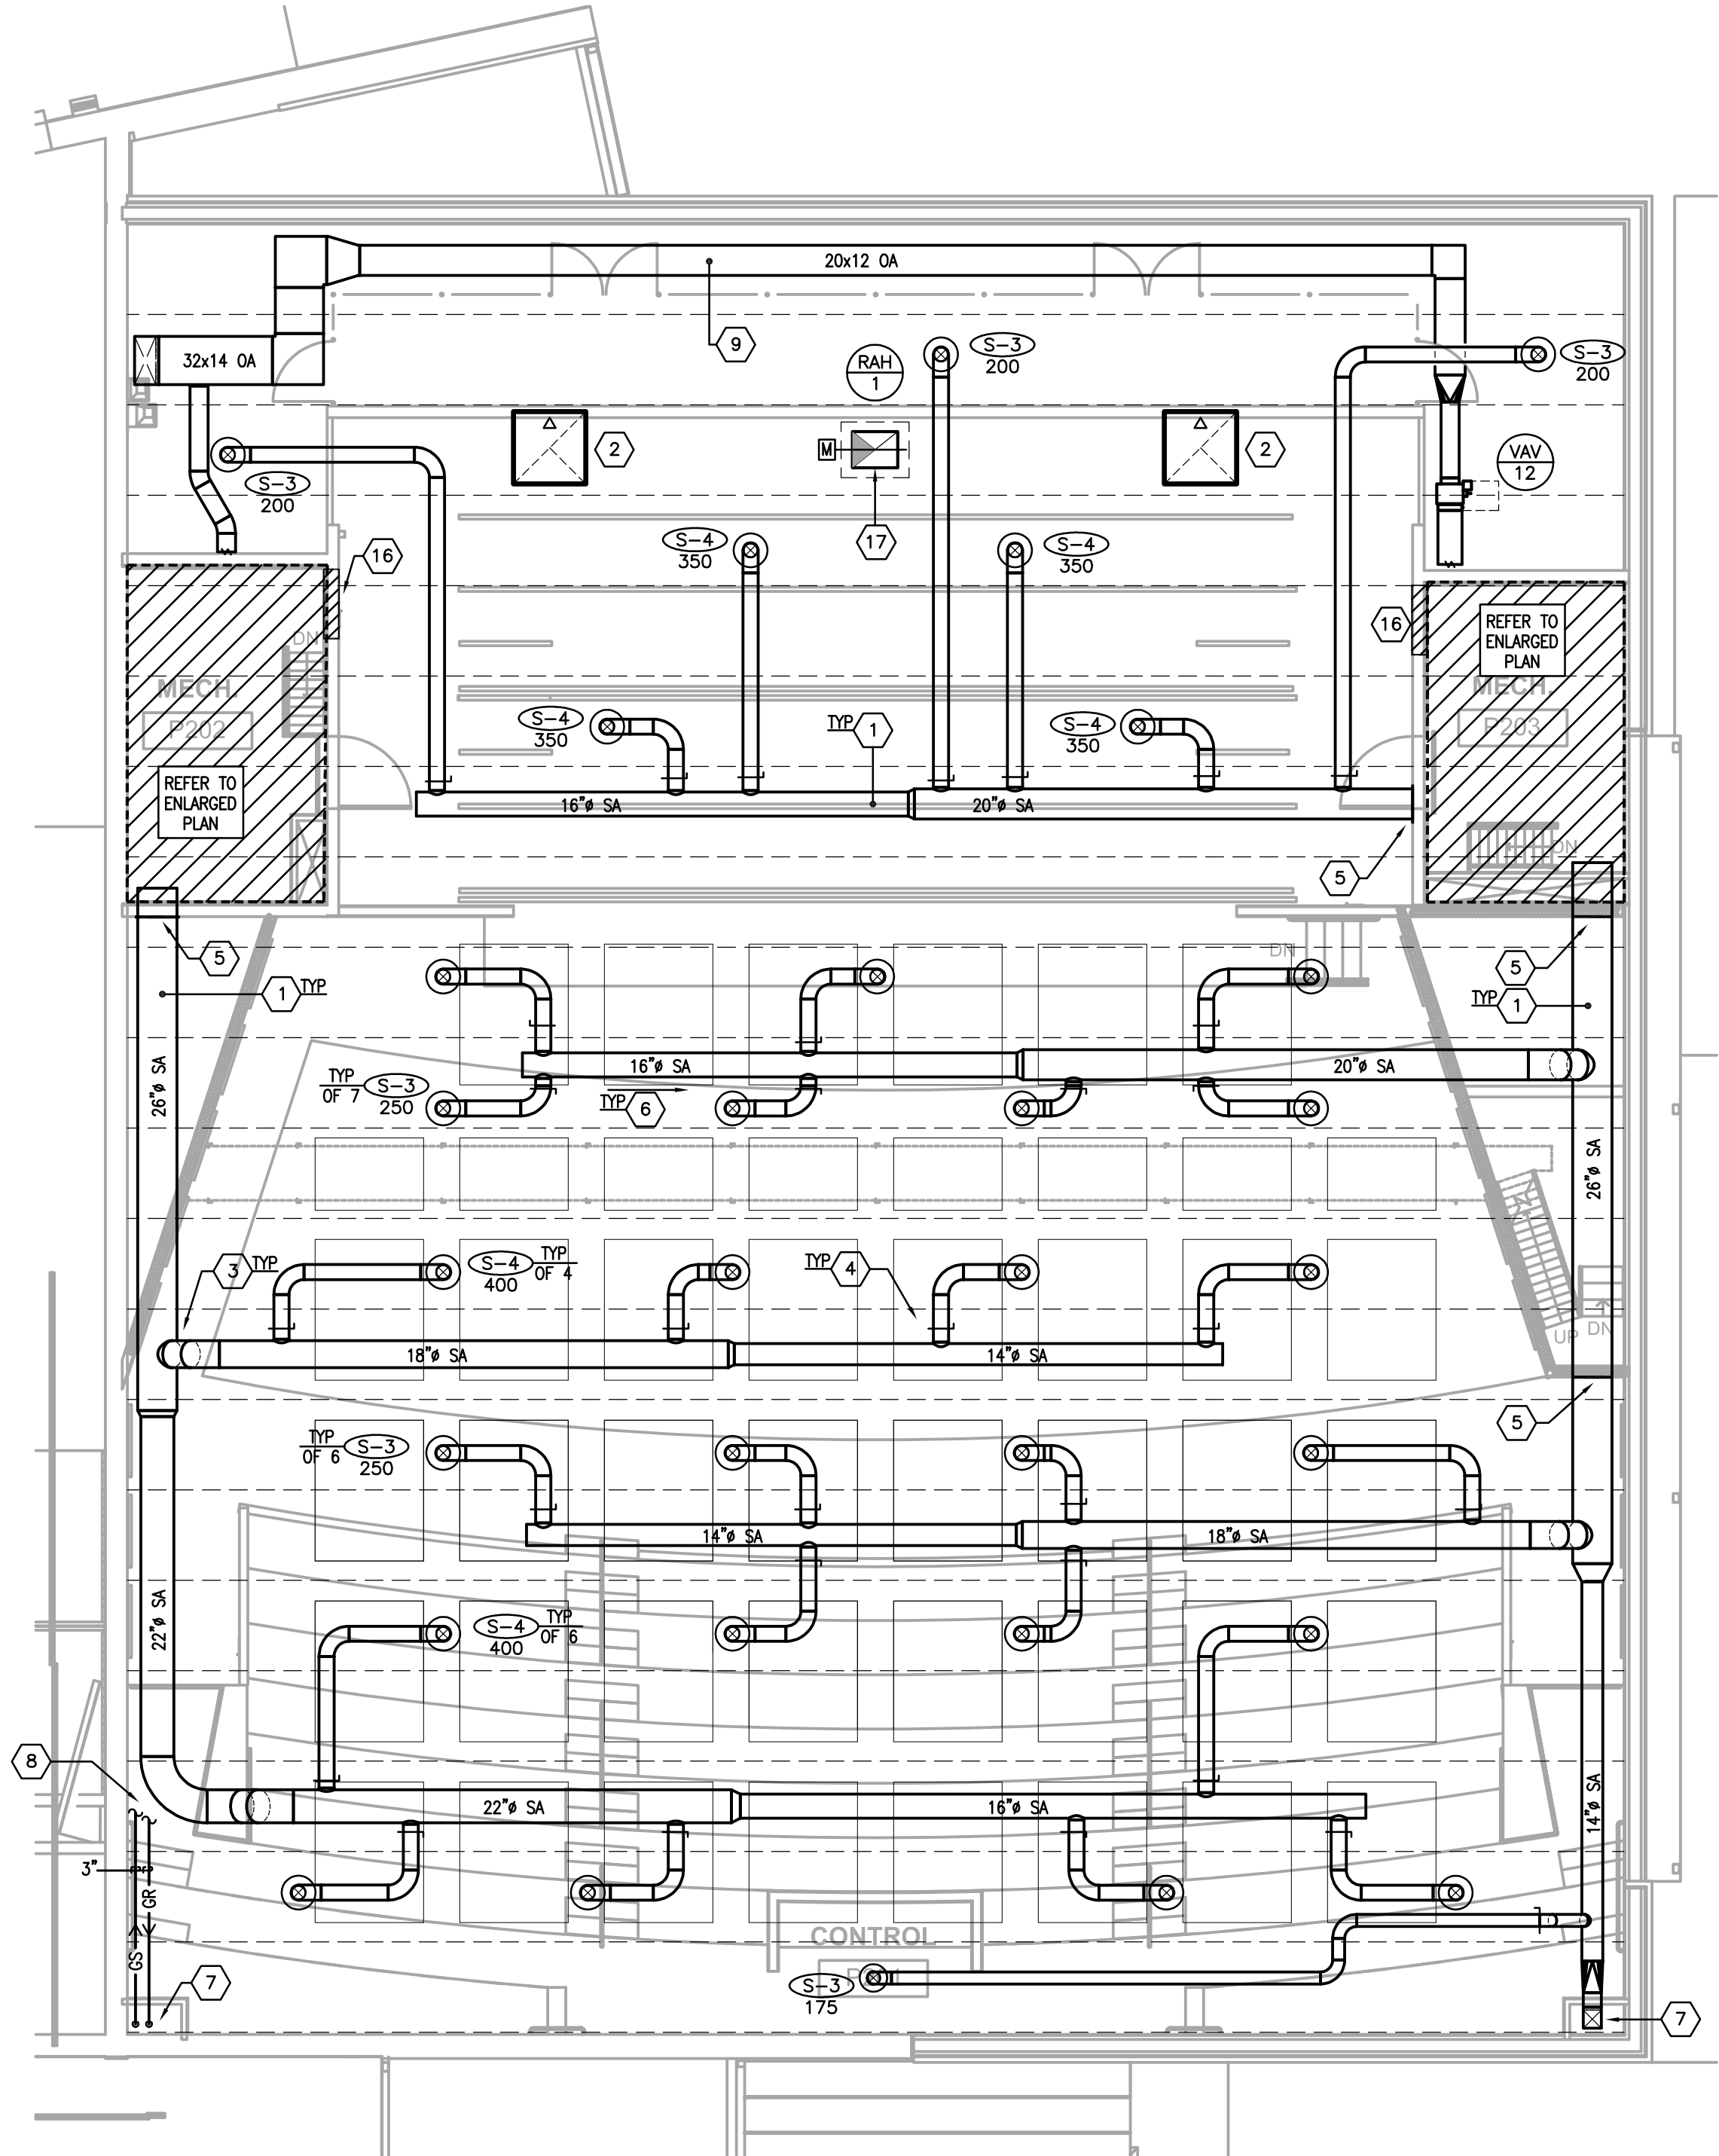 20x12 OA
9
32x14 OA
S-3
200
RAH
1
S-3
200
S-3
200
2
M
2
VAV
12
17
S-4
350
S-4
350
16
16
REFER TO
ENLARGED
PLAN
DN
MECH.
P202
MECH.
P203
S-4
350
TYP 1
S-4
350
REFER TO
ENLARGED
PLAN
16"ø SA
20"ø SA
DN
5
5
DN
5
1 TYP
TYP 1
26"ø SA
16"ø SA
20"ø SA
TYP
OF 7
S-3
250
TYP 6
26"ø SA
3 TYP
S-4
400
TYP
OF 4
TYP 4
UP
DN
18"ø SA
14"ø SA
5
TYP
OF 6
S-3
250
14"ø SA
18"ø SA
22"ø SA
S-4
400
TYP
OF 6
8
22"ø SA
16"ø SA
14"ø SA
3"
GR
GS
CONTROL
7
S-3
175
7